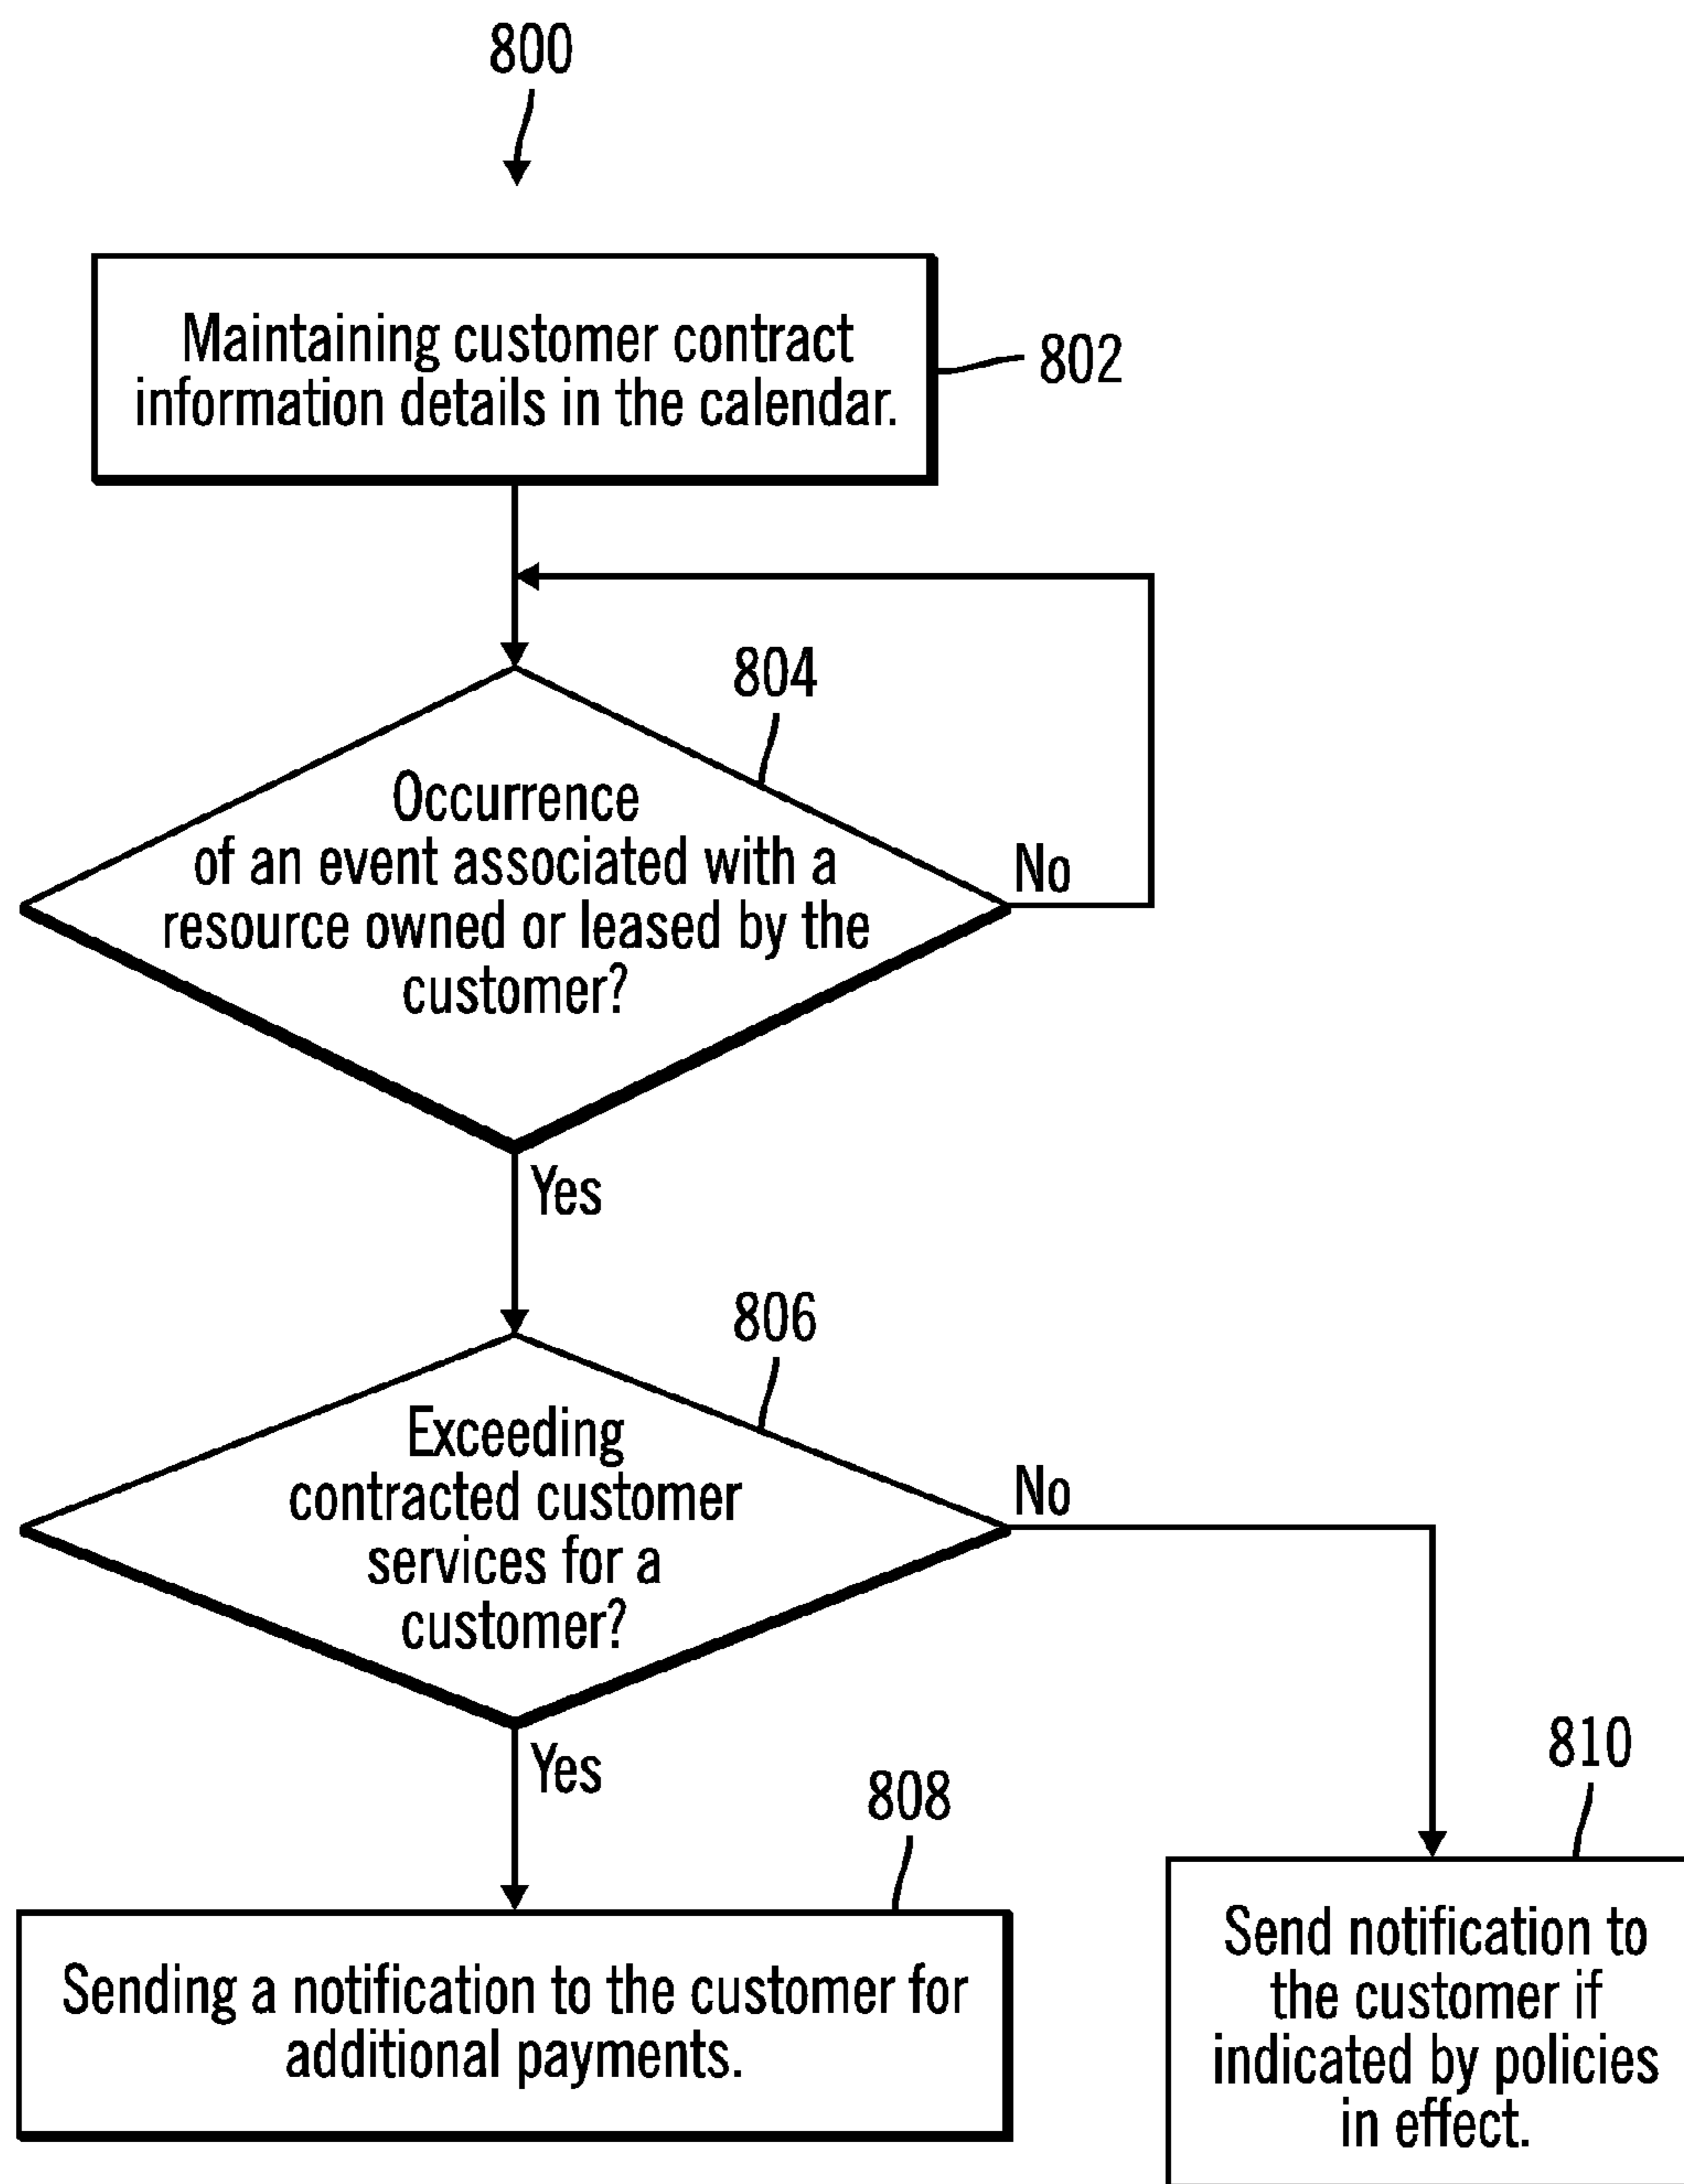 800
Maintaining customer contract
information details in the calendar.
802
804
Occurrence
of an event associated with a
resource owned or leased by the
customer?
No
Yes
806
Exceeding
contracted customer
services for a
customer?
No
Yes
808
810
Sending a notification to the customer for
additional payments.
Send notification to
the customer if
indicated by policies
in effect.